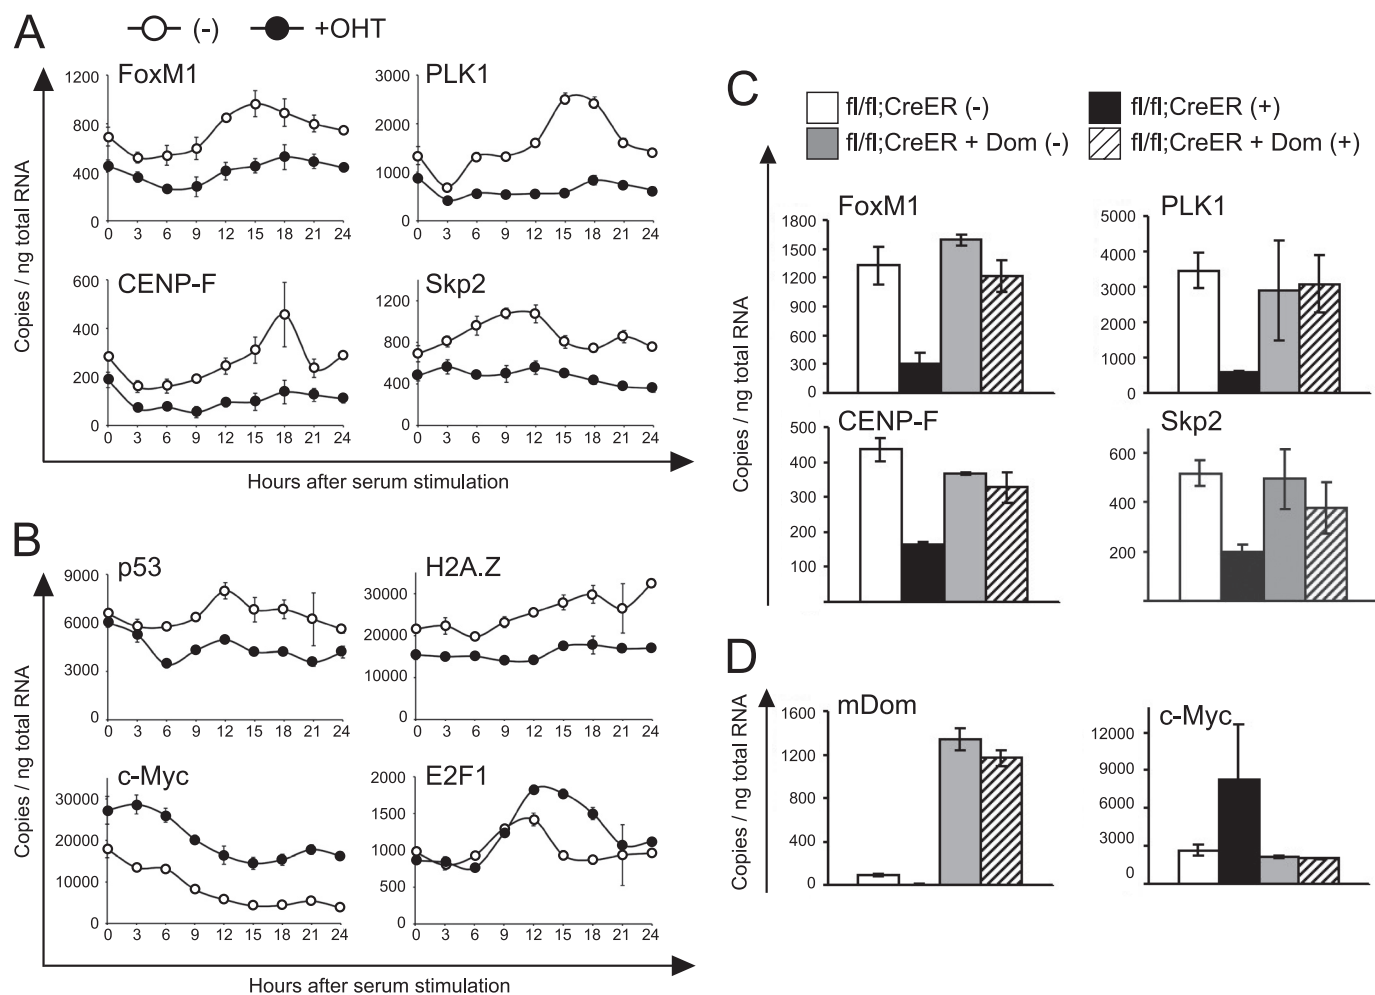 A
(-) +OHT
FoxM1
1200
800
400
0
0 3 6 9 12 15 18 21 24
PLK1
3000
2000
1000
0
0 3 6 9 12 15 18 21 24
CENP-F
600
400
200
0
0 3 6 9 12 15 18 21 24
Skp2
1200
800
400
0
0 3 6 9 12 15 18 21 24
Copies / ng total RNA
Hours after serum stimulation
B
p53
9000
6000
3000
0
0 3 6 9 12 15 18 21 24
H2A.Z
30000
20000
10000
0
0 3 6 9 12 15 18 21 24
c-Myc
30000
20000
10000
0
0 3 6 9 12 15 18 21 24
E2F1
2000
1500
1000
500
0
0 3 6 9 12 15 18 21 24
Copies / ng total RNA
Hours after serum stimulation
C
fl/fl;CreER (-)
fl/fl;CreER (+)
fl/fl;CreER + Dom (-)
fl/fl;CreER + Dom (+)
FoxM1
1800
1500
1200
900
600
300
0
PLK1
5000
4000
3000
2000
1000
0
CENP-F
500
400
300
200
100
Skp2
600
400
200
Copies / ng total RNA
D
mDom
1600
1200
800
400
0
c-Myc
12000
9000
6000
3000
0
Copies / ng total RNA